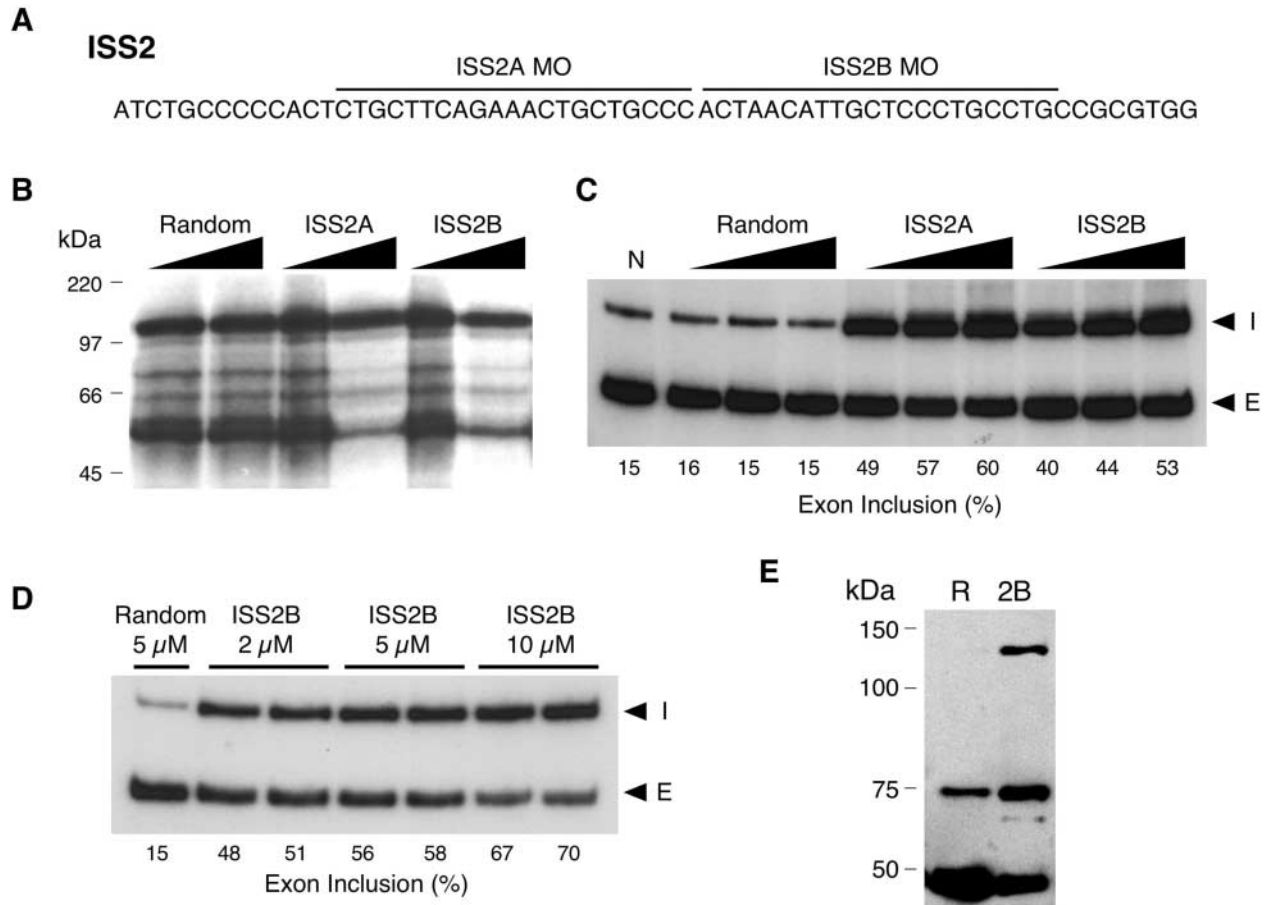 A
ISS2
ISS2A MO ISS2B MO
ATCTGCCCCCACTCTGCTTCAGAAACTGCTGCCCACTAACATTGCTCCCTGCCTGCCGCGTGG
B
Random ISS2A ISS2B
kDa
220
97
66
45
C
Random ISS2A ISS2B
N
I
E
15 16 15 15 49 57 60 40 44 53
Exon Inclusion (%)
D
Random ISS2B ISS2B ISS2B
5 µM 2 µM 5 µM 10 µM
I
E
15 48 51 56 58 67 70
Exon Inclusion (%)
E
kDa R 2B
150
100
75
50